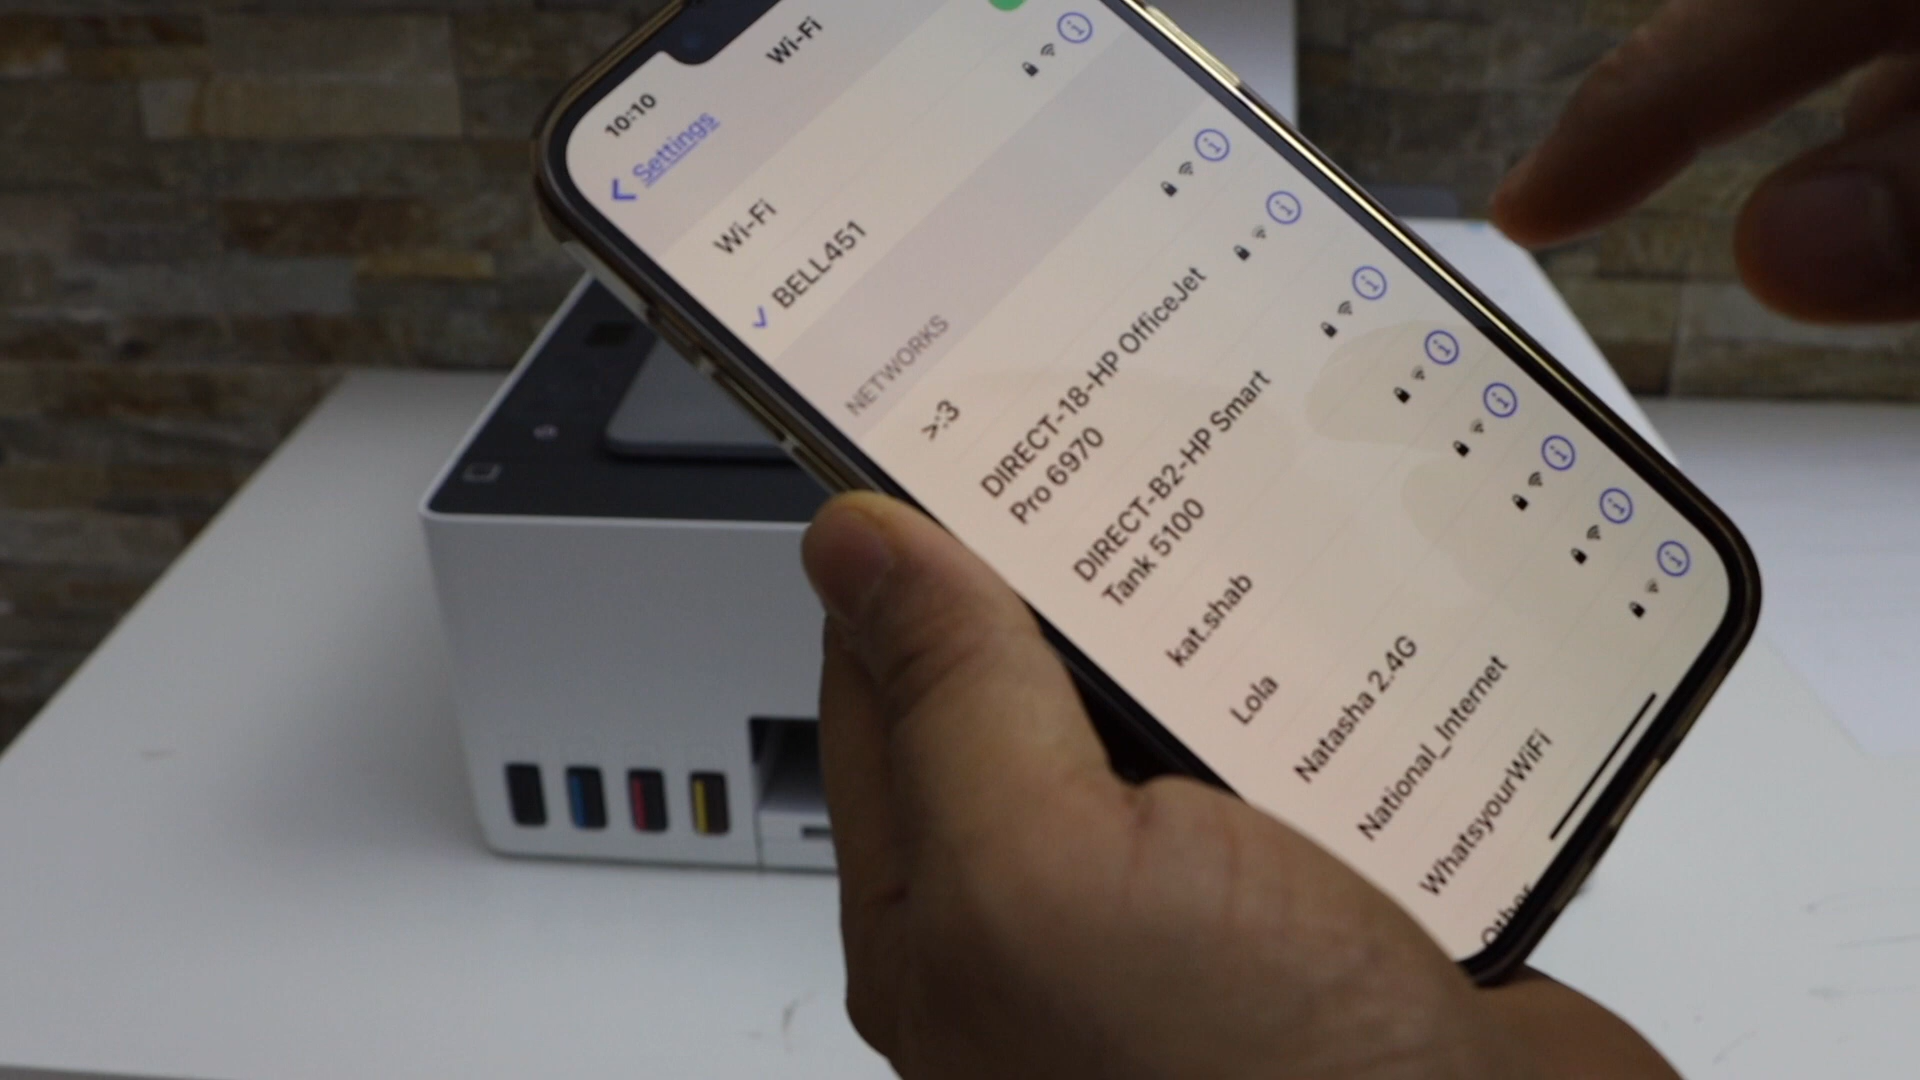 10:10
Wi-Fi
Settings
Wi-Fi
BELL451
NETWORKS
>:3
DIRECT-18-HP OfficeJet
Pro 6970
DIRECT-B2-HP Smart
Tank 5100
kat.shab
Lola
Natasha 2.4G
National_Internet
WhatsyourWiFi
Other